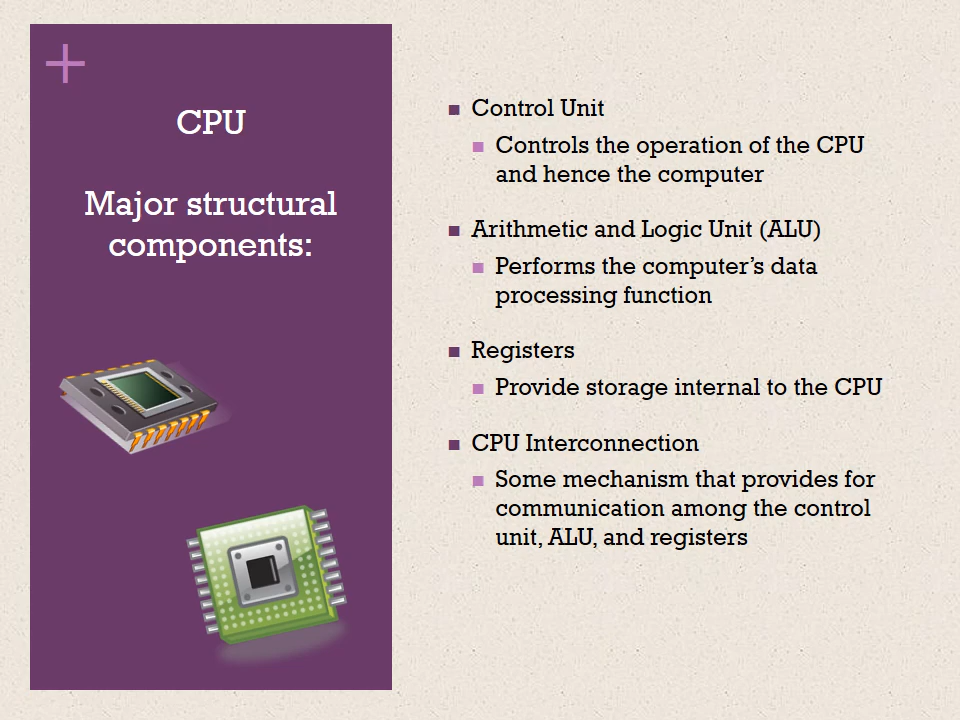 +
CPU
Major structural
components:
■ Control Unit
■ Controls the operation of the CPU
and hence the computer
■ Arithmetic and Logic Unit (ALU)
■ Performs the computer's data
processing function
■ Registers
■ Provide storage internal to the CPU
■ CPU Interconnection
■ Some mechanism that provides for
communication among the control
unit, ALU, and registers